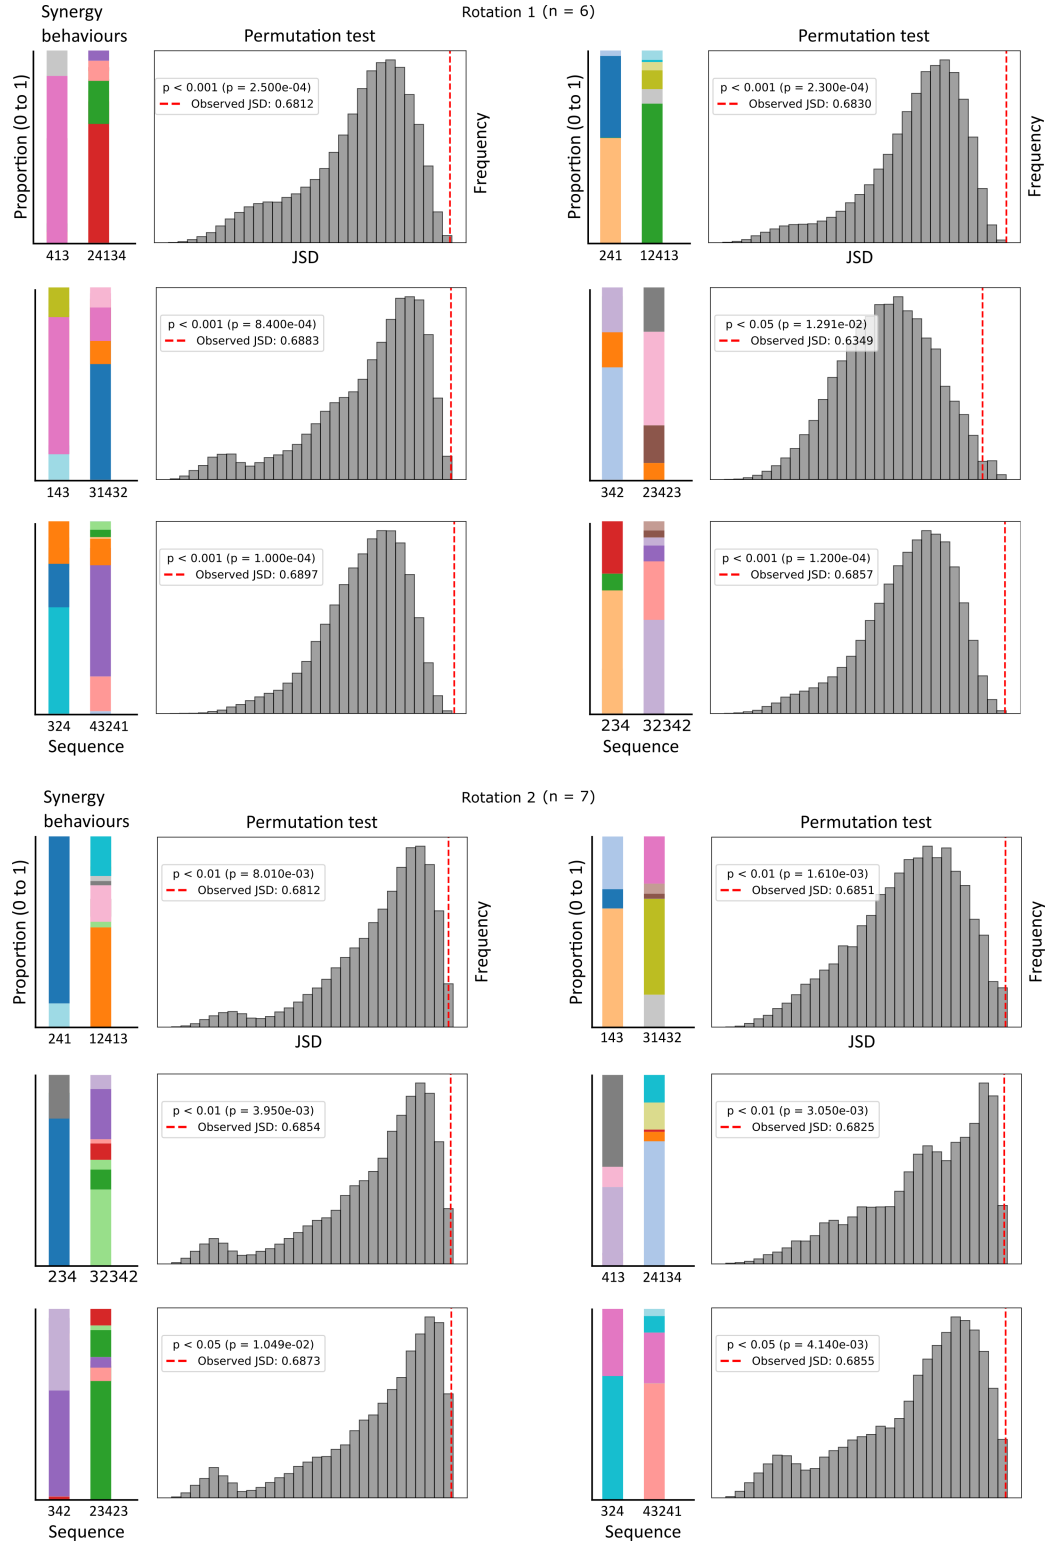 Synergy
behaviours
Rotation 1 (n = 6)
Permutation test
Permutation test
Proportion (0 to 1)
p < 0.001 (p = 2.500e-04)
Observed JSD: 0.6812
Frequency
413 24134
JSD
Proportion (0 to 1)
p < 0.001 (p = 2.300e-04)
Observed JSD: 0.6830
Frequency
241 12413
JSD
p < 0.001 (p = 8.400e-04)
Observed JSD: 0.6883
143 31432
p < 0.05 (p = 1.291e-02)
Observed JSD: 0.6349
342 23423
p < 0.001 (p = 1.000e-04)
Observed JSD: 0.6897
324 43241
Sequence
p < 0.001 (p = 1.200e-04)
Observed JSD: 0.6857
234 32342
Sequence
Synergy
behaviours
Rotation 2 (n = 7)
Permutation test
Permutation test
Proportion (0 to 1)
p < 0.01 (p = 8.010e-03)
Observed JSD: 0.6812
Frequency
241 12413
JSD
Proportion (0 to 1)
p < 0.01 (p = 1.610e-03)
Observed JSD: 0.6851
Frequency
143 31432
JSD
p < 0.01 (p = 3.950e-03)
Observed JSD: 0.6854
234 32342
p < 0.01 (p = 3.050e-03)
Observed JSD: 0.6825
413 24134
p < 0.05 (p = 1.049e-02)
Observed JSD: 0.6873
342 23423
Sequence
p < 0.05 (p = 4.140e-03)
Observed JSD: 0.6855
324 43241
Sequence